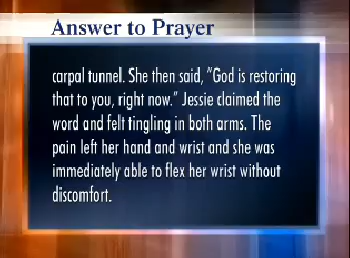 Answer to Prayer
carpal tunnel. She then said, "God is restoring
that to you, right now." Jessie claimed the
word and felt tingling in both arms. The
pain left her hand and wrist and she was
immediately able to flex her wrist without
discomfort.